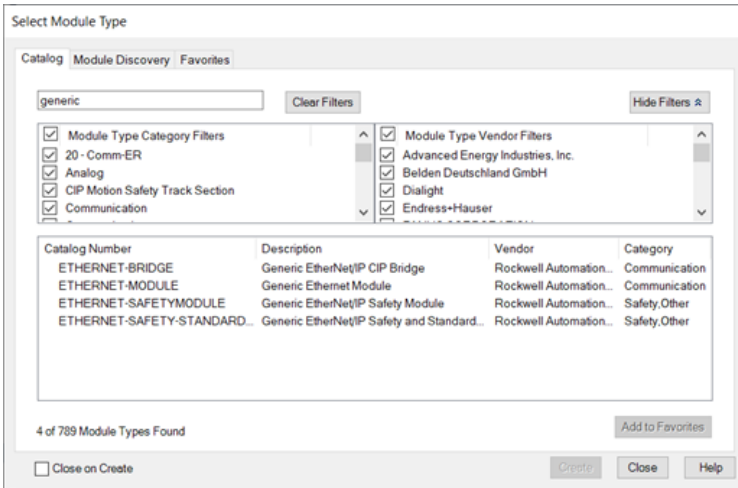 Select Module Type
Catalog Module Discovery Favorites
generic Clear Filters Hide Filters
Module Type Category Filters Module Type Vendor Filters
20 - Comm-ER Advanced Energy Industries, Inc.
Analog Belden Deutschland GmbH
CIP Motion Safety Track Section Dialight
Communication Endress+Hauser
Catalog Number Description Vendor Category
ETHERNET-BRIDGE Generic EtherNet/IP CIP Bridge Rockwell Automation... Communication
ETHERNET-MODULE Generic Ethernet Module Rockwell Automation... Communication
ETHERNET-SAFETYMODULE Generic EtherNet/IP Safety Module Rockwell Automation... Safety,Other
ETHERNET-SAFETY-STANDARD... Generic EtherNet/IP Safety and Standard... Rockwell Automation... Safety,Other
4 of 789 Module Types Found Add to Favorites
Close on Create Create Close Help